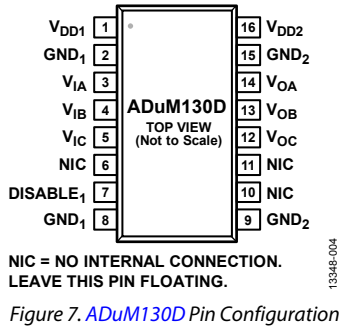 VDD1 1 16 VDD2
GND1 2 15 GND2
VIA 3 14 VOA
VIB 4 ADuM130D 13 VOB
TOP VIEW
(Not to Scale)
VIC 5 12 VOC
NIC 6 11 NIC
DISABLE1 7 10 NIC
GND1 8 9 GND2
NIC = NO INTERNAL CONNECTION.
LEAVE THIS PIN FLOATING.
13348-004
Figure 7. ADuM130D Pin Configuration